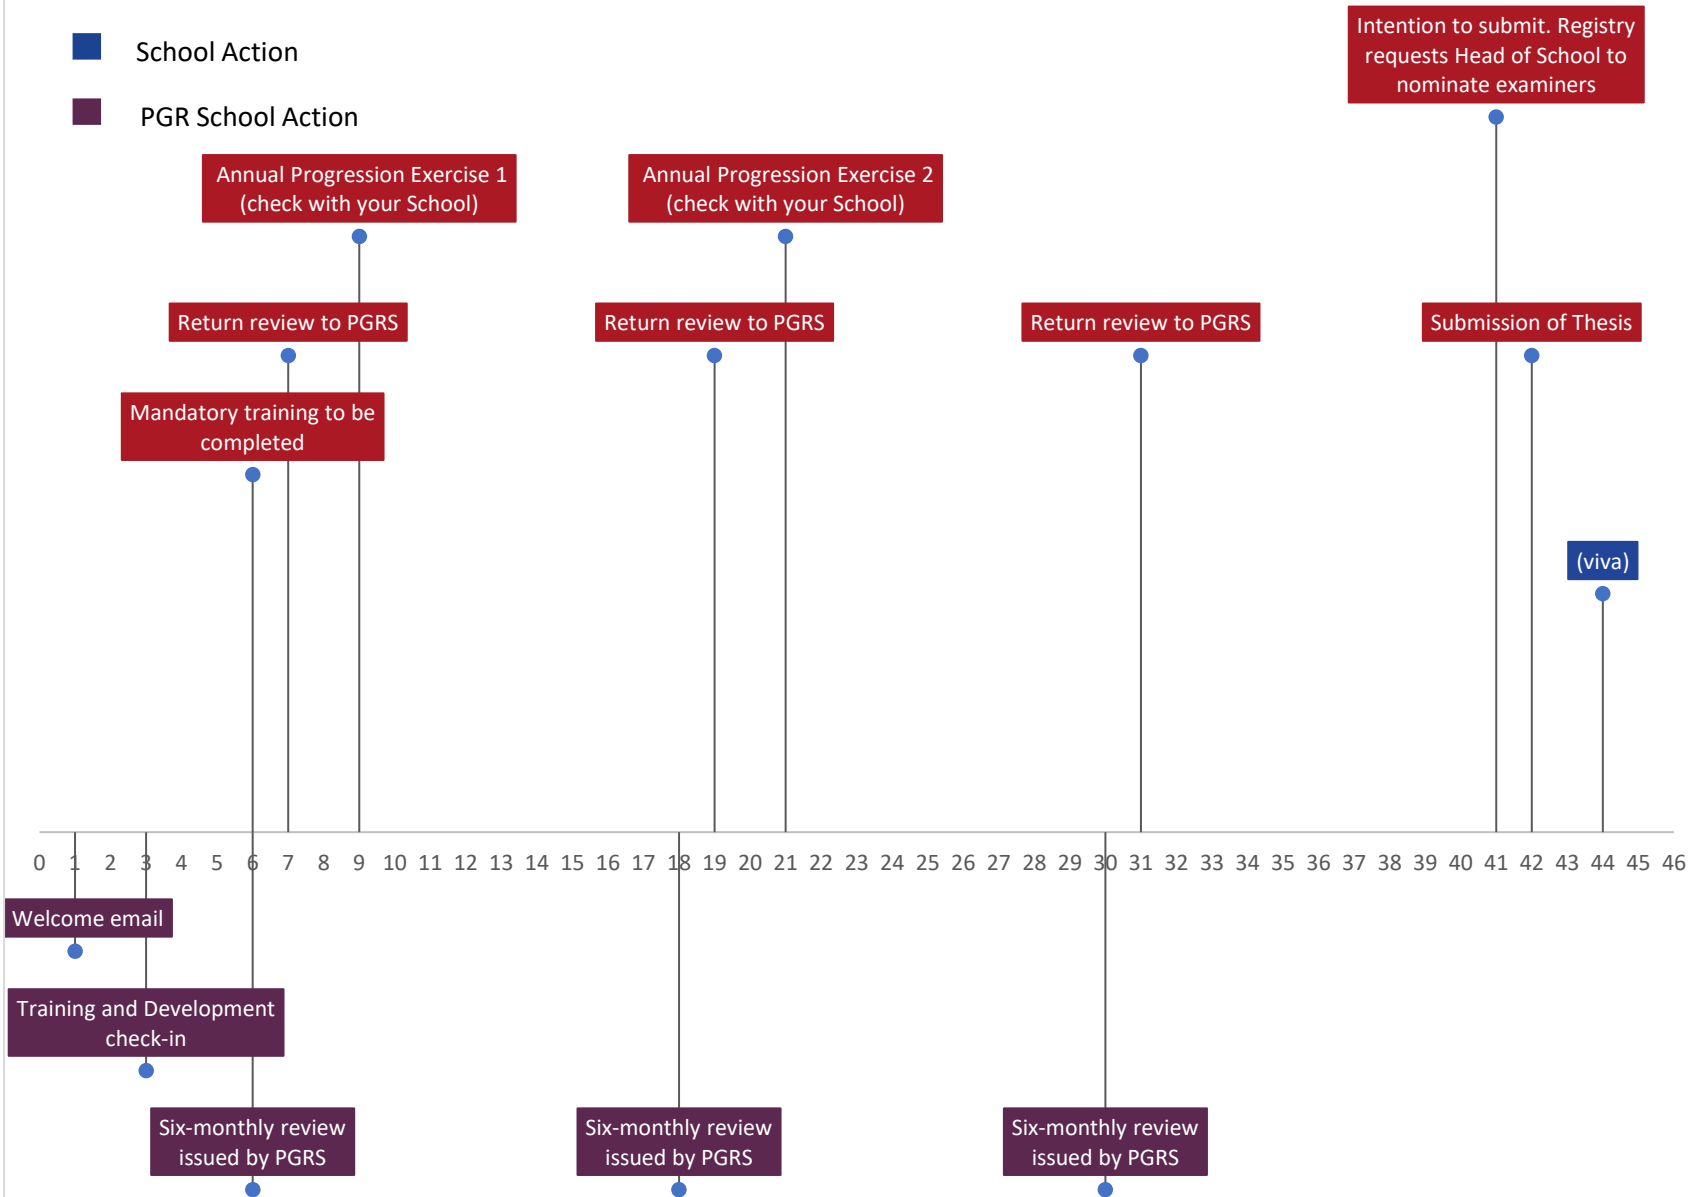 School Action
PGR School Action
Intention to submit. Registry
requests Head of School to
nominate examiners
Annual Progression Exercise 1
(check with your School)
Annual Progression Exercise 2
(check with your School)
Return review to PGRS
Return review to PGRS
Return review to PGRS
Submission of Thesis
Mandatory training to be
completed
(viva)
0 1 2 3 4 5 6 7 8 9 10 11 12 13 14 15 16 17 18 19 20 21 22 23 24 25 26 27 28 29 30 31 32 33 34 35 36 37 38 39 40 41 42 43 44 45 46
Welcome email
Training and Development
check-in
Six-monthly review
issued by PGRS
Six-monthly review
issued by PGRS
Six-monthly review
issued by PGRS